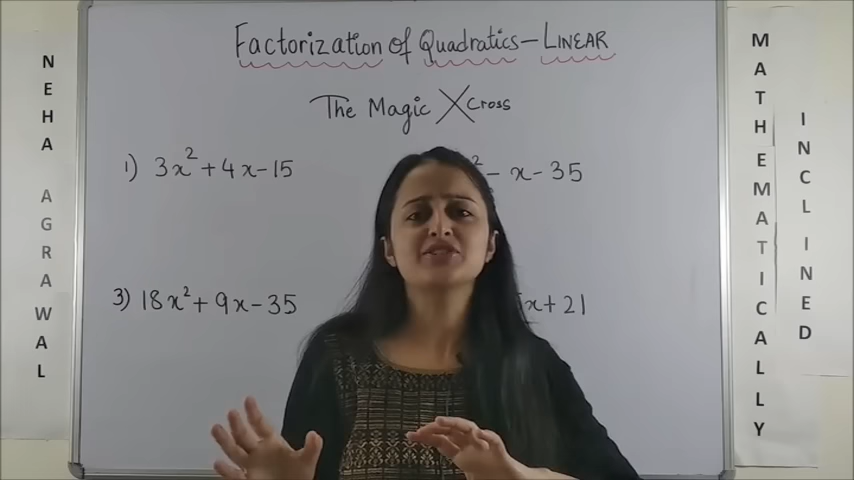 Factorization of Quadratics - LINEAR
The Magic X Cross
1) 3x² + 4x - 15
² - x - 35
3) 18x² + 9x - 35
x + 21
NEHA AGRAWAL
MATHEMATICALLY
INCLINED